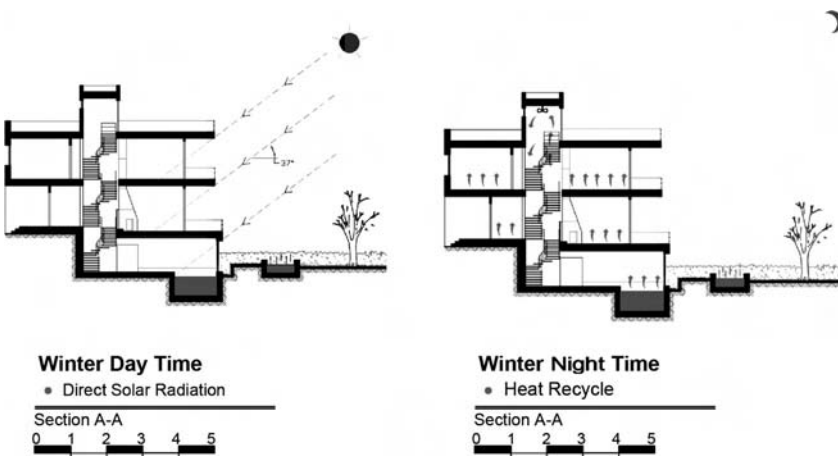 37°
Winter Day Time
• Direct Solar Radiation
Section A-A
0 1 2 3 4 5
Winter Night Time
• Heat Recycle
Section A-A
0 1 2 3 4 5